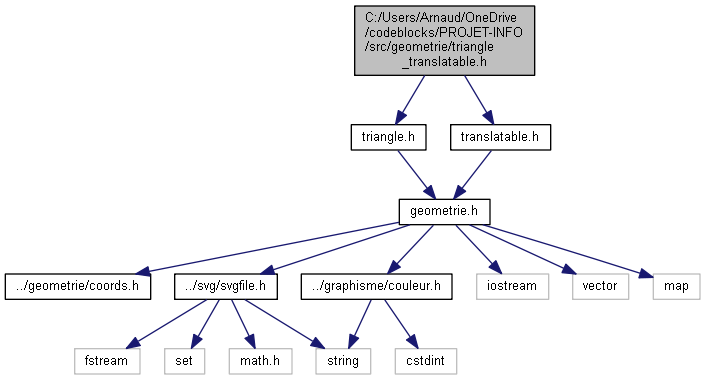 C:/Users/Arnaud/OneDrive
/codeblocks/PROJET-INFO
/src/geometrie/triangle
_translatable.h
triangle.h
translatable.h
geometrie.h
../geometrie/coords.h
../svg/svgfile.h
../graphisme/couleur.h
iostream
vector
map
fstream
set
math.h
string
cstdint